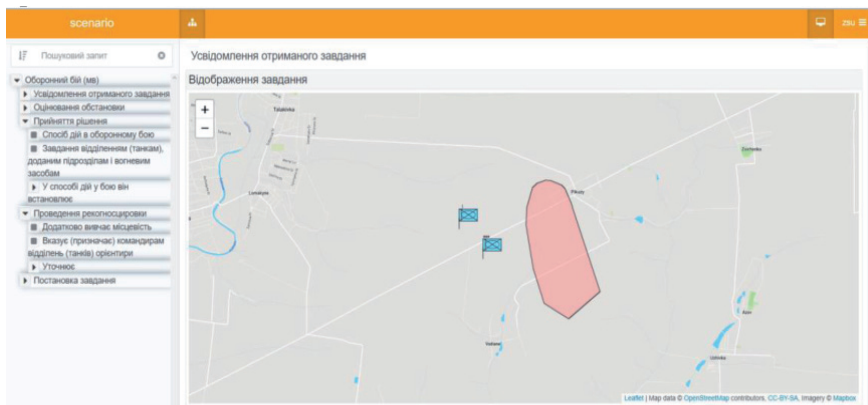 scenario
zsu
Пошуковий запит
Усвідомлення отриманого завдання
Відображення завдання
Оборонний бій (мв)
Усвідомлення отриманого завдання
Оцінювання обстановки
Прийняття рішення
Спосіб дій в оборонному бою
Завдання відділенням (танкам),
доданим підрозділам і вогневим
засобам
У способі дій у бою він
встановлює
Проведення рекогносцировки
Додатково вивчає місцевість
Вказує (призначає) командирам
відділень (танків) орієнтири
Уточнює
Постановка завдання
+
−
Talakivka
Lomakyne
Pikuzy
Leaflet | Map data © OpenStreetMap contributors, CC-BY-SA, Imagery © Mapbox